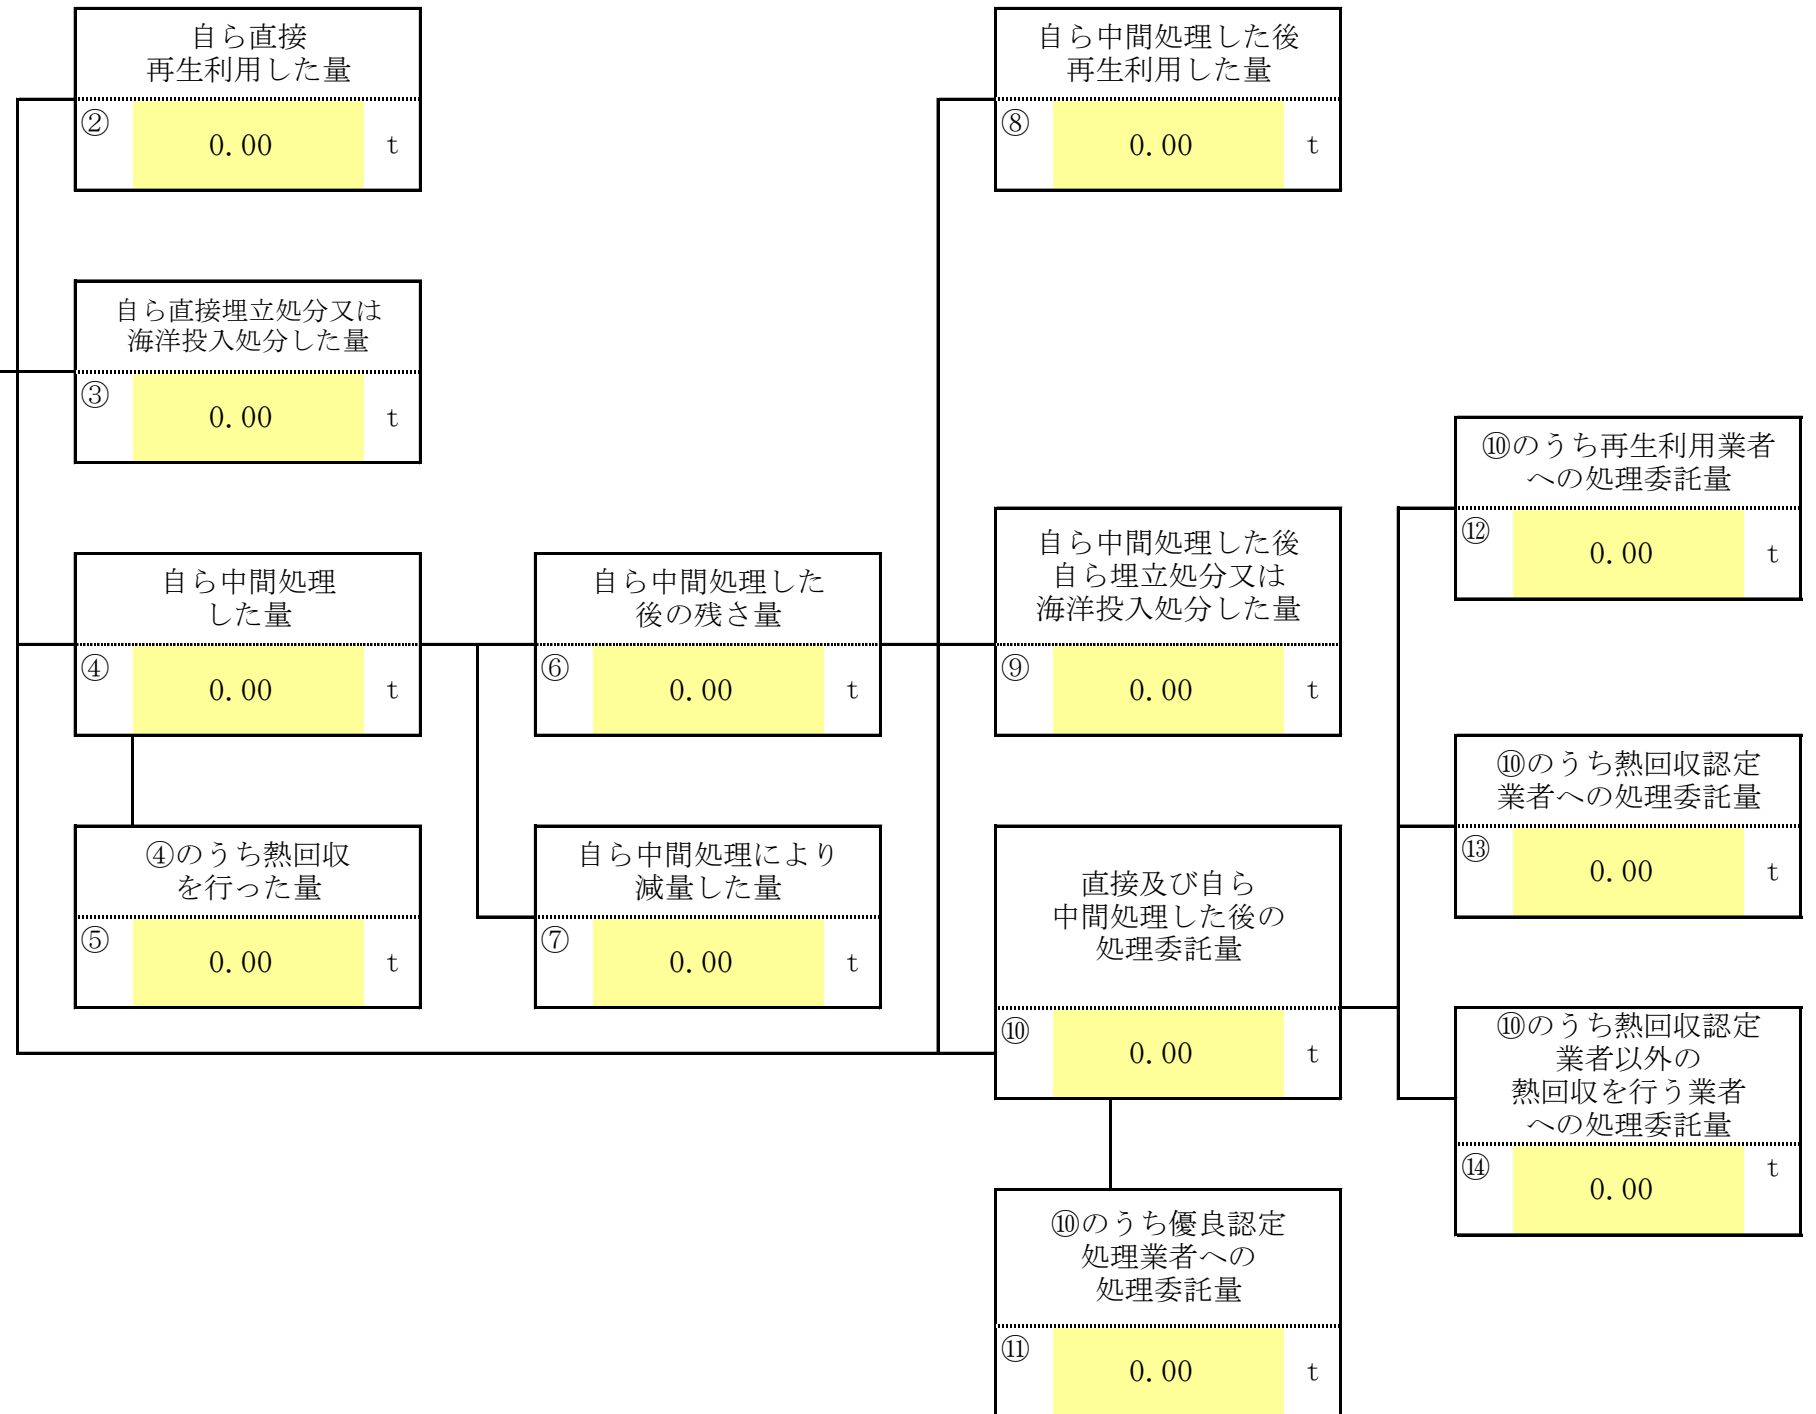 自ら直接
再生利用した量
②
0.00
t
自ら中間処理した後
再生利用した量
⑧
0.00
t
自ら直接埋立処分又は
海洋投入処分した量
③
0.00
t
⑩のうち再生利用業者
への処理委託量
⑫
0.00
t
自ら中間処理
した量
④
0.00
t
自ら中間処理した
後の残さ量
⑥
0.00
t
自ら中間処理した後
自ら埋立処分又は
海洋投入処分した量
⑨
0.00
t
⑩のうち熱回収認定
業者への処理委託量
⑬
0.00
t
④のうち熱回収
を行った量
⑤
0.00
t
自ら中間処理により
減量した量
⑦
0.00
t
直接及び自ら
中間処理した後の
処理委託量
⑩
0.00
t
⑩のうち熱回収認定
業者以外の
熱回収を行う業者
への処理委託量
⑭
0.00
t
⑩のうち優良認定
処理業者への
処理委託量
⑪
0.00
t